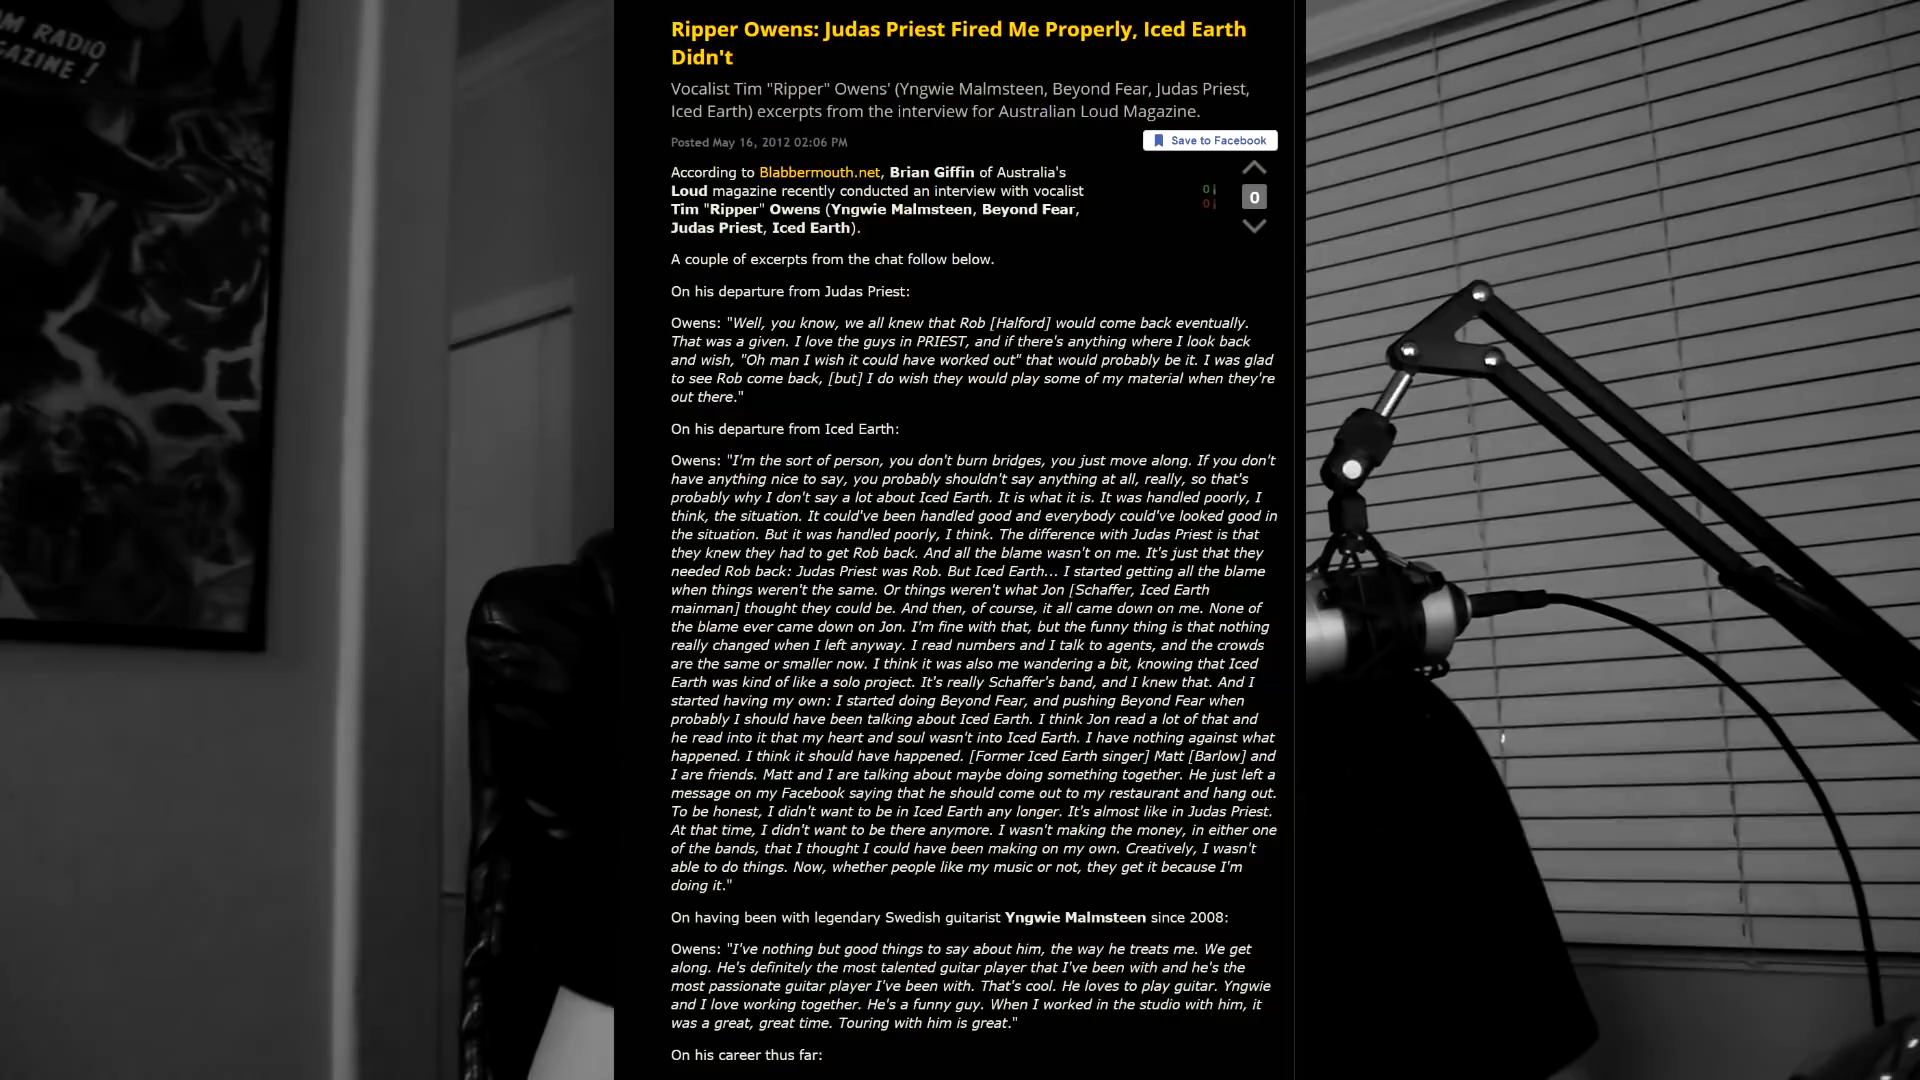 M RADIO
GAZINE!
Ripper Owens: Judas Priest Fired Me Properly, Iced Earth
Didn't
Vocalist Tim "Ripper" Owens' (Yngwie Malmsteen, Beyond Fear, Judas Priest,
Iced Earth) excerpts from the interview for Australian Loud Magazine.
Posted May 16, 2012 02:06 PM
Save to Facebook
According to Blabbermouth.net, Brian Giffin of Australia's
Loud magazine recently conducted an interview with vocalist
Tim "Ripper" Owens (Yngwie Malmsteen, Beyond Fear,
Judas Priest, Iced Earth).
0
0
0
A couple of excerpts from the chat follow below.
On his departure from Judas Priest:
Owens: "Well, you know, we all knew that Rob [Halford] would come back eventually.
That was a given. I love the guys in PRIEST, and if there's anything where I look back
and wish, "Oh man I wish it could have worked out" that would probably be it. I was glad
to see Rob come back, [but] I do wish they would play some of my material when they're
out there."
On his departure from Iced Earth:
Owens: "I'm the sort of person, you don't burn bridges, you just move along. If you don't
have anything nice to say, you probably shouldn't say anything at all, really, so that's
probably why I don't say a lot about Iced Earth. It is what it is. It was handled poorly, I
think, the situation. It could've been handled good and everybody could've looked good in
the situation. But it was handled poorly, I think. The difference with Judas Priest is that
they knew they had to get Rob back. And all the blame wasn't on me. It's just that they
needed Rob back: Judas Priest was Rob. But Iced Earth... I started getting all the blame
when things weren't the same. Or things weren't what Jon [Schaffer, Iced Earth
mainman] thought they could be. And then, of course, it all came down on me. None of
the blame ever came down on Jon. I'm fine with that, but the funny thing is that nothing
really changed when I left anyway. I read numbers and I talk to agents, and the crowds
are the same or smaller now. I think it was also me wandering a bit, knowing that Iced
Earth was kind of like a solo project. It's really Schaffer's band, and I knew that. And I
started having my own: I started doing Beyond Fear, and pushing Beyond Fear when
probably I should have been talking about Iced Earth. I think Jon read a lot of that and
he read into it that my heart and soul wasn't into Iced Earth. I have nothing against what
happened. I think it should have happened. [Former Iced Earth singer] Matt [Barlow] and
I are friends. Matt and I are talking about maybe doing something together. He just left a
message on my Facebook saying that he should come out to my restaurant and hang out.
To be honest, I didn't want to be in Iced Earth any longer. It's almost like in Judas Priest.
At that time, I didn't want to be there anymore. I wasn't making the money, in either one
of the bands, that I thought I could have been making on my own. Creatively, I wasn't
able to do things. Now, whether people like my music or not, they get it because I'm
doing it."
On having been with legendary Swedish guitarist Yngwie Malmsteen since 2008:
Owens: "I've nothing but good things to say about him, the way he treats me. We get
along. He's definitely the most talented guitar player that I've been with and he's the
most passionate guitar player I've been with. That's cool. He loves to play guitar. Yngwie
and I love working together. He's a funny guy. When I worked in the studio with him, it
was a great, great time. Touring with him is great."
On his career thus far: